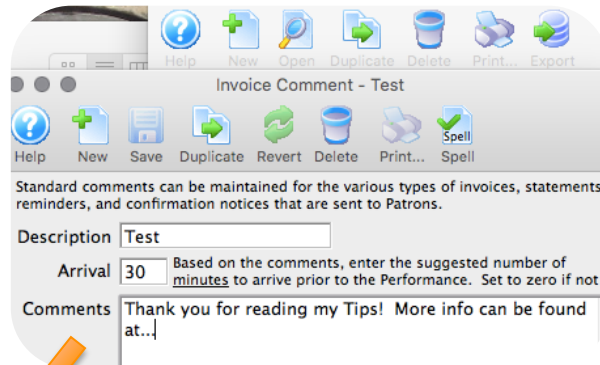 Help New Open Duplicate Delete Print... Export
Invoice Comment - Test
Help New Save Duplicate Revert Delete Print... Spell
Standard comments can be maintained for the various types of invoices, statements
reminders, and confirmation notices that are sent to Patrons.
Description Test
Arrival 30 Based on the comments, enter the suggested number of
minutes to arrive prior to the Performance. Set to zero if not
Comments Thank you for reading my Tips! More info can be found
at...